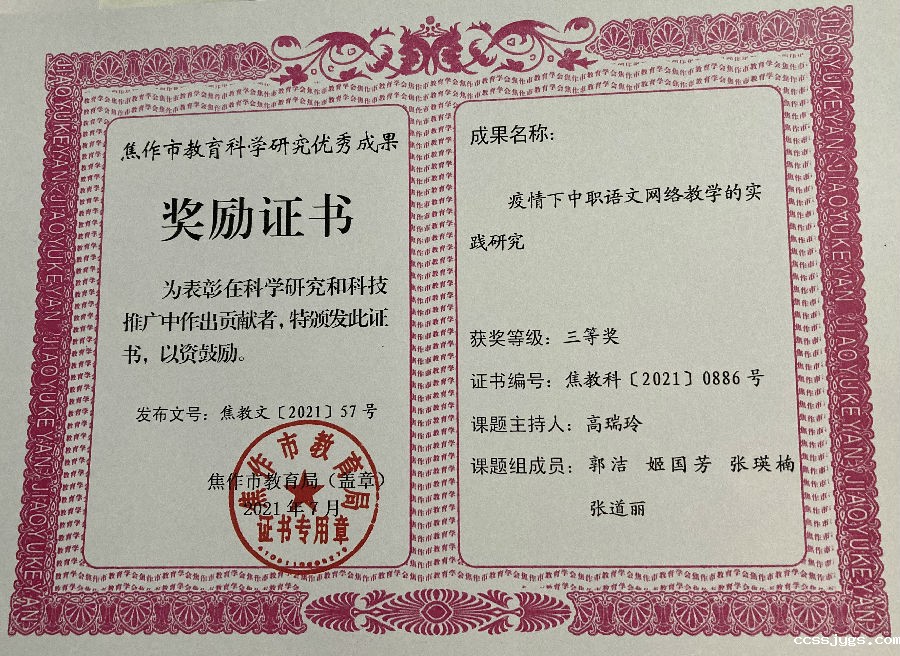 焦作市教育科学研究优秀成果
奖励证书
为表彰在科学研究和科技
推广中作出贡献者，特颁发此证
书，以资鼓励。
发布文号：焦教文〔2021〕57号
焦作市教育局（盖章）
2021年7月
焦作市教育局
证书专用章
成果名称：
疫情下中职语文网络教学的实
践研究
获奖等级：三等奖
证书编号：焦教科〔2021〕0886号
课题主持人：高瑞玲
课题组成员：郭洁 姬国芳 张瑛楠
张道丽
JIAOYUKEYAN JIAOYUKEYAN JIAOYUKEYAN JIAOYUKEYAN
JIAOYUKEYAN JIAOYUKEYAN JIAOYUKEYAN JIAOYUKEYAN
ccssjygs.com